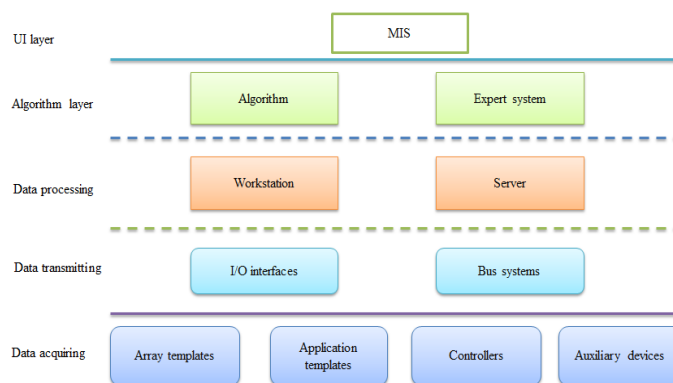 UI layer
MIS
Algorithm layer
Algorithm
Expert system
Data processing
Workstation
Server
Data transmitting
I/O interfaces
Bus systems
Data acquiring
Array templates
Application
templates
Controllers
Auxiliary devices